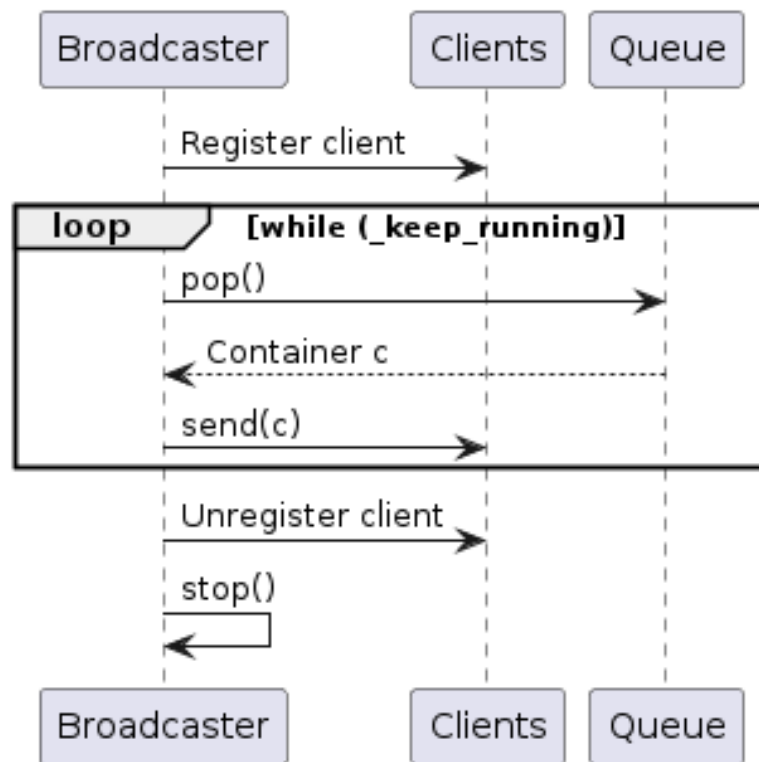 Broadcaster Clients Queue
Register client
loop [while (_keep_running)]
pop()
Container c
send(c)
Unregister client
stop()
Broadcaster Clients Queue